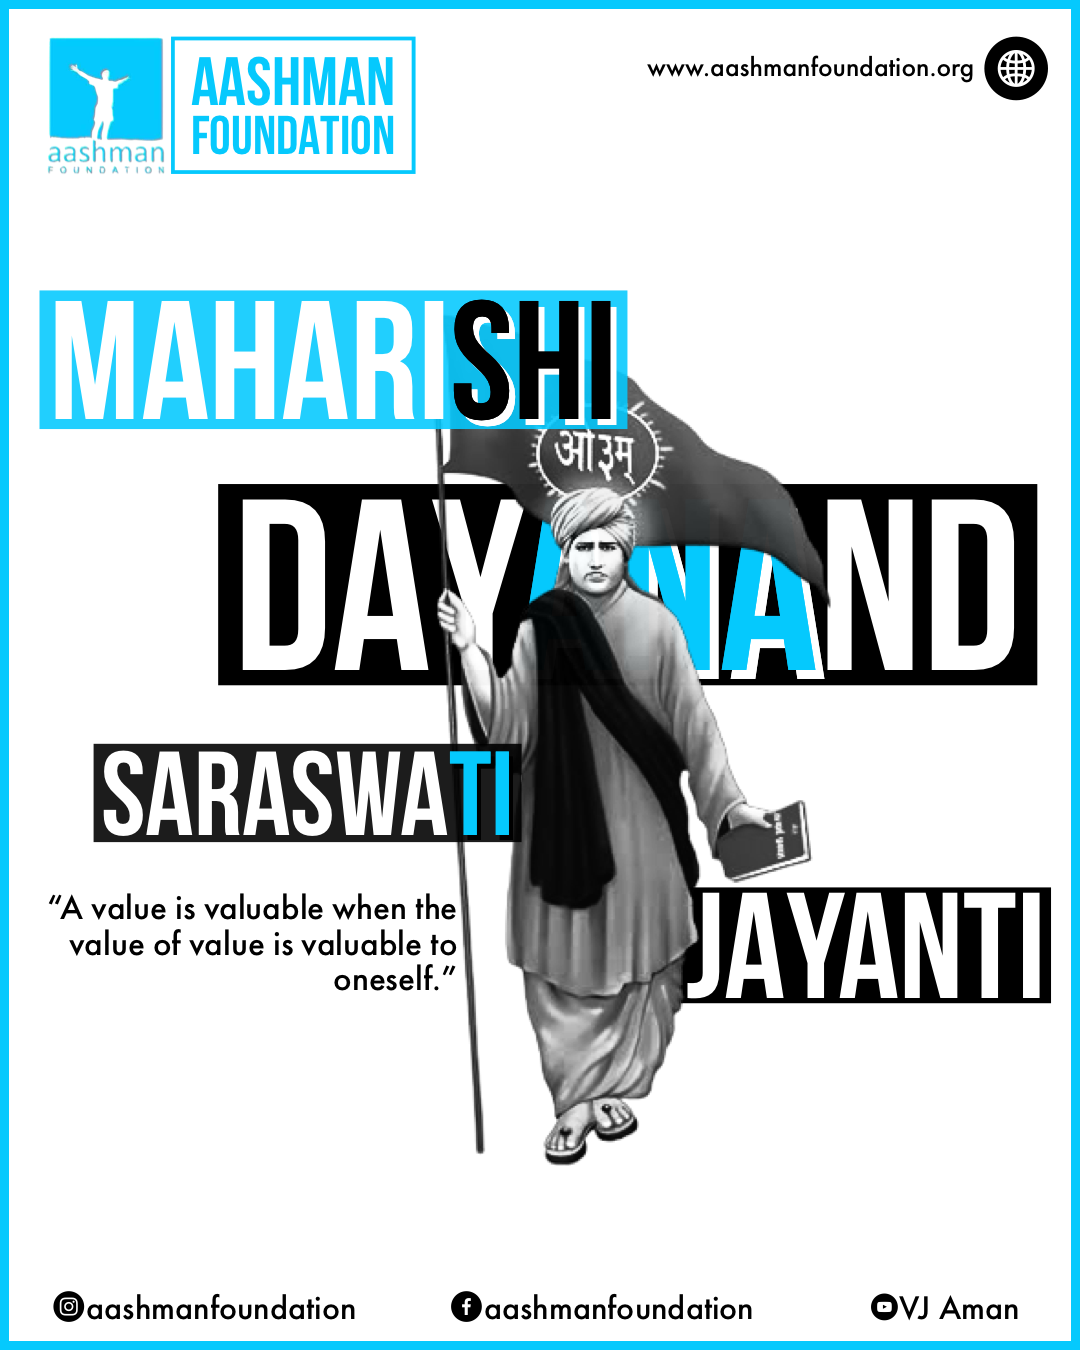 aashman
FOUNDATION
AASHMAN
FOUNDATION
www.aashmanfoundation.org
MAHARISHI
ओ३म्
DAYANAND
SARASWATI
“A value is valuable when the
value of value is valuable to
oneself.”
JAYANTI
aashmanfoundation
aashmanfoundation
VJ Aman